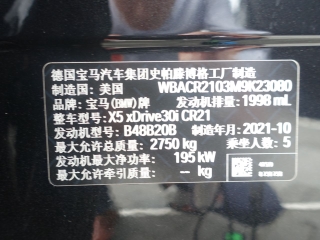 德国宝马汽车集团史帕滕博格工厂制造
制造国: 美国 WBACR2103M9K23080
品牌: 宝马(BMW)牌 发动机排量: 1998 mL
整车型号: X5 xDrive30i CR21
发动机型号: B48B20B 制造年月: 2021-10
最大允许总质量: 2750 kg 乘坐人数: 5
发动机最大净功率: 195 kW
最大允许牵引质量: -- kg